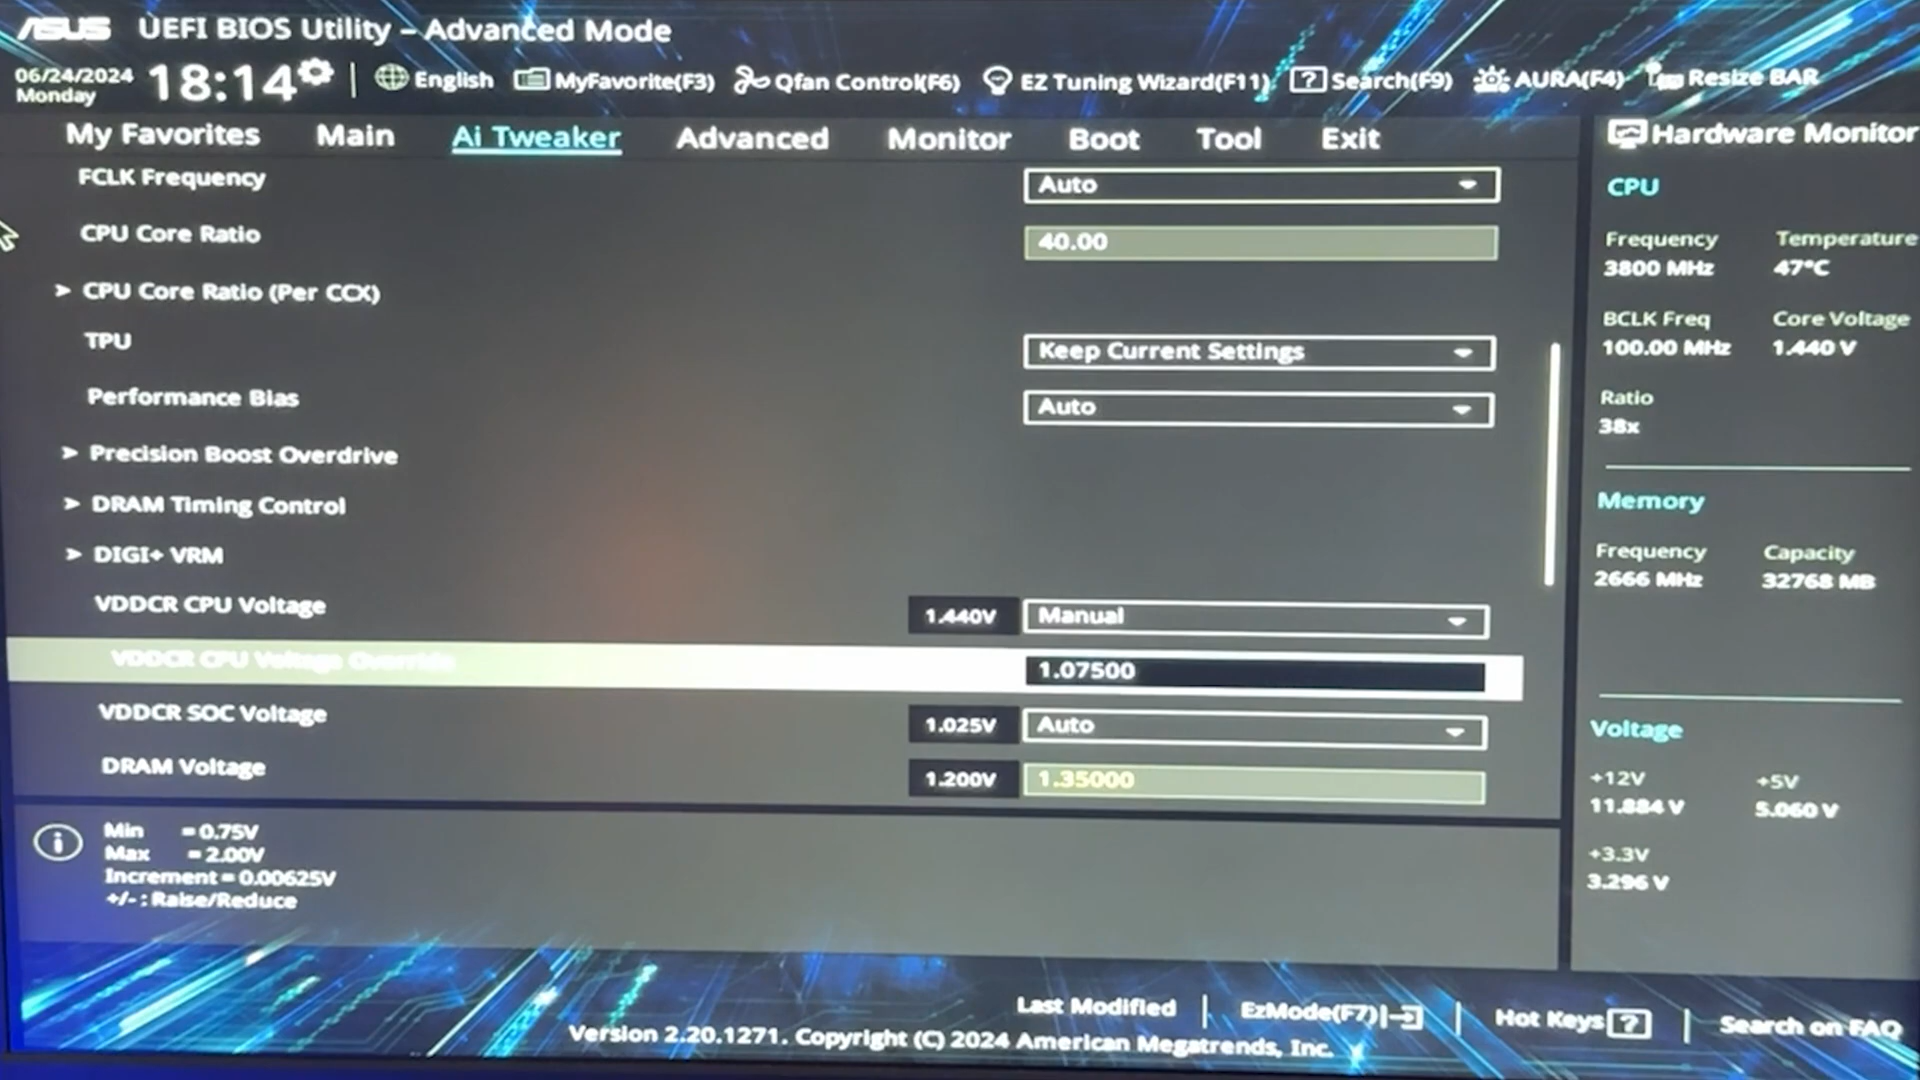 ASUS UEFI BIOS Utility – Advanced Mode
06/24/2024
Monday
18:14
English
MyFavorite(F3)
Qfan Control(F6)
EZ Tuning Wizard(F11)
Search(F9)
AURA(F4)
Resize BAR
My Favorites Main Ai Tweaker Advanced Monitor Boot Tool Exit
FCLK Frequency Auto
CPU Core Ratio 40.00
> CPU Core Ratio (Per CCX)
TPU Keep Current Settings
Performance Bias Auto
> Precision Boost Overdrive
> DRAM Timing Control
> DIGI+ VRM
VDDCR CPU Voltage 1.440V Manual
VDDCR CPU Voltage Override 1.07500
VDDCR SOC Voltage 1.025V Auto
DRAM Voltage 1.200V 1.35000
Min = 0.75V
Max = 2.00V
Increment = 0.00625V
+/- : Raise/Reduce
Hardware Monitor
CPU
Frequency Temperature
3800 MHz 47°C
BCLK Freq Core Voltage
100.00 MHz 1.440 V
Ratio
38x
Memory
Frequency Capacity
2666 MHz 32768 MB
Voltage
+12V +5V
11.884 V 5.060 V
+3.3V
3.296 V
Last Modified EzMode(F7) Hot Keys ? Search on FAQ
Version 2.20.1271. Copyright (C) 2024 American Megatrends, Inc.